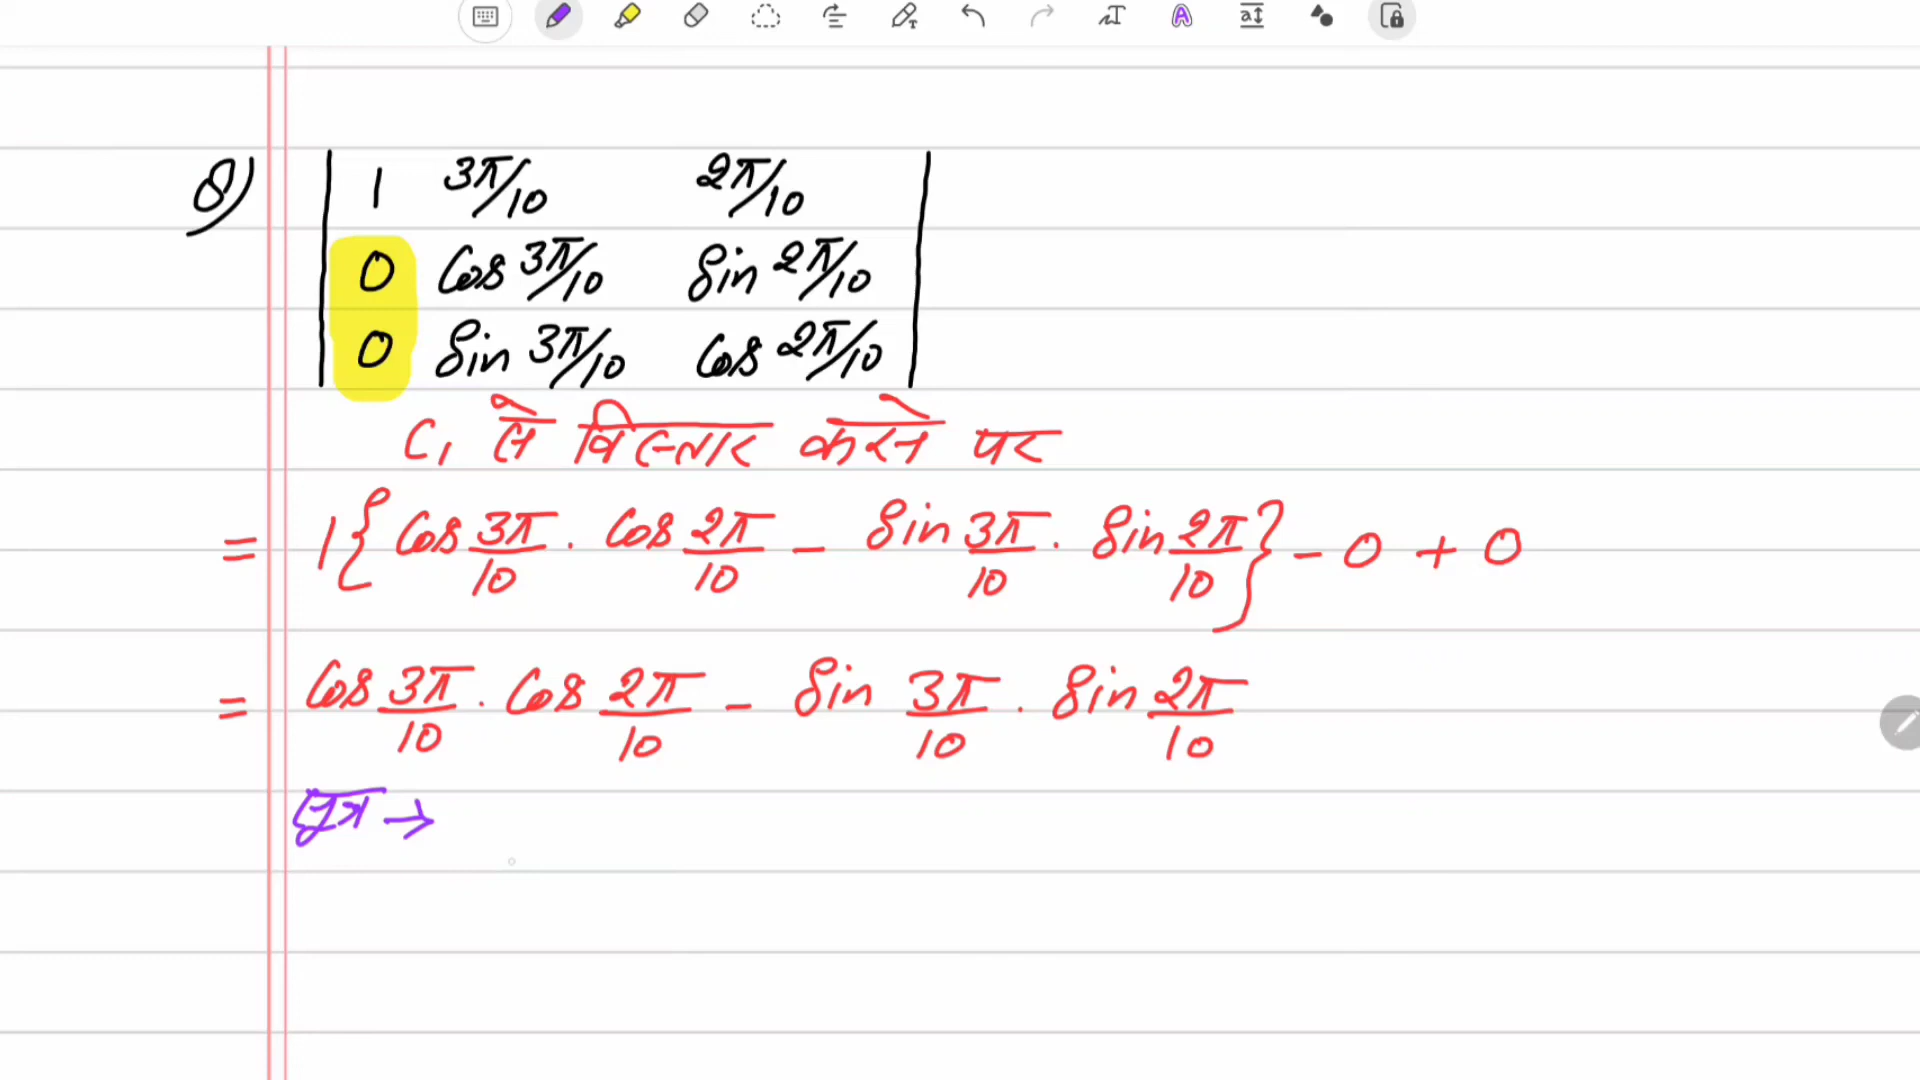 8)
| 1 3π/10 2π/10 |
| 0 cos 3π/10 sin 2π/10 |
| 0 sin 3π/10 cos 2π/10 |
C₁ से विस्तार करने पर
= 1{cos 3π/10 . cos 2π/10 - sin 3π/10 . sin 2π/10} - 0 + 0
= cos 3π/10 . cos 2π/10 - sin 3π/10 . sin 2π/10
सूत्र →